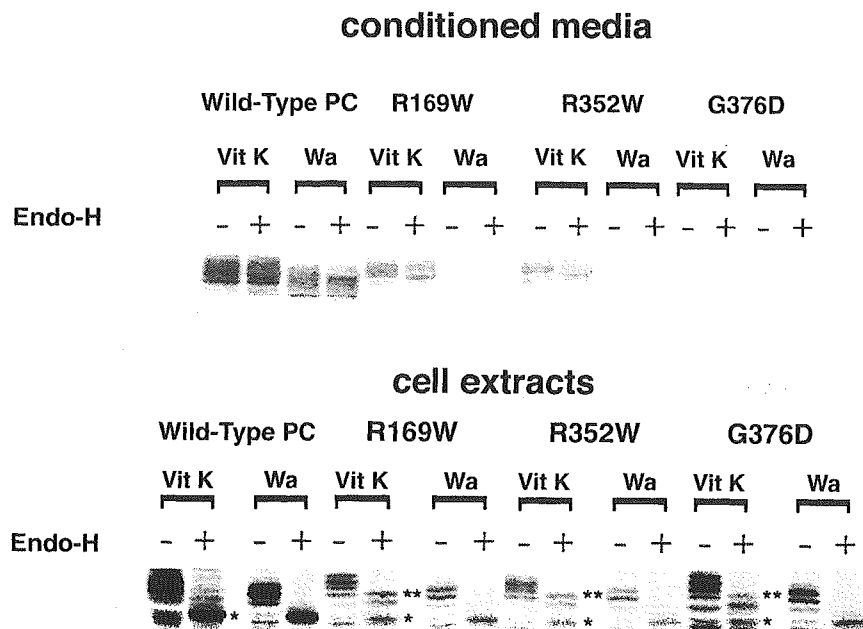 conditioned media
Wild-Type PC R169W R352W G376D
Vit K Wa Vit K Wa Vit K Wa Vit K Wa
Endo-H - + - + - + - + - + - + - + - +
cell extracts
Wild-Type PC R169W R352W G376D
Vit K Wa Vit K Wa Vit K Wa Vit K Wa
Endo-H - + - + - + - + - + - + - + - +
** ** **
* * * *